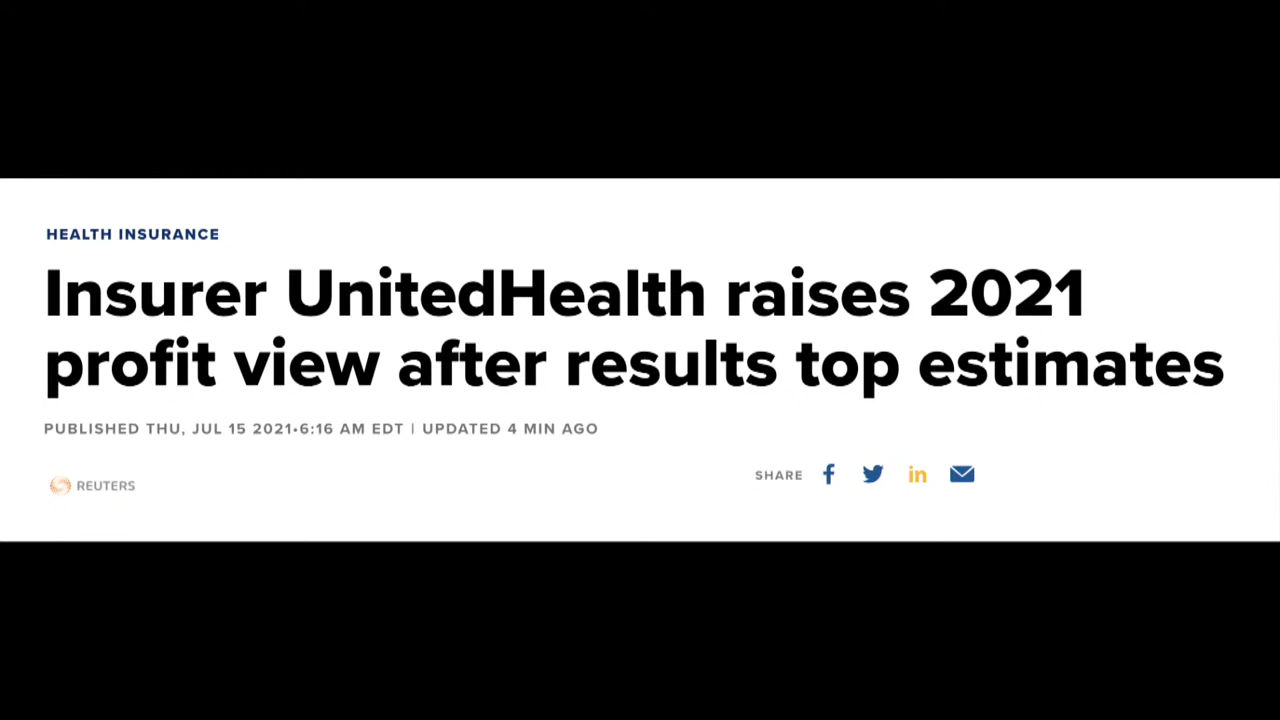 HEALTH INSURANCE
Insurer UnitedHealth raises 2021
profit view after results top estimates
PUBLISHED THU, JUL 15 2021•6:16 AM EDT | UPDATED 4 MIN AGO
REUTERS
SHARE f in